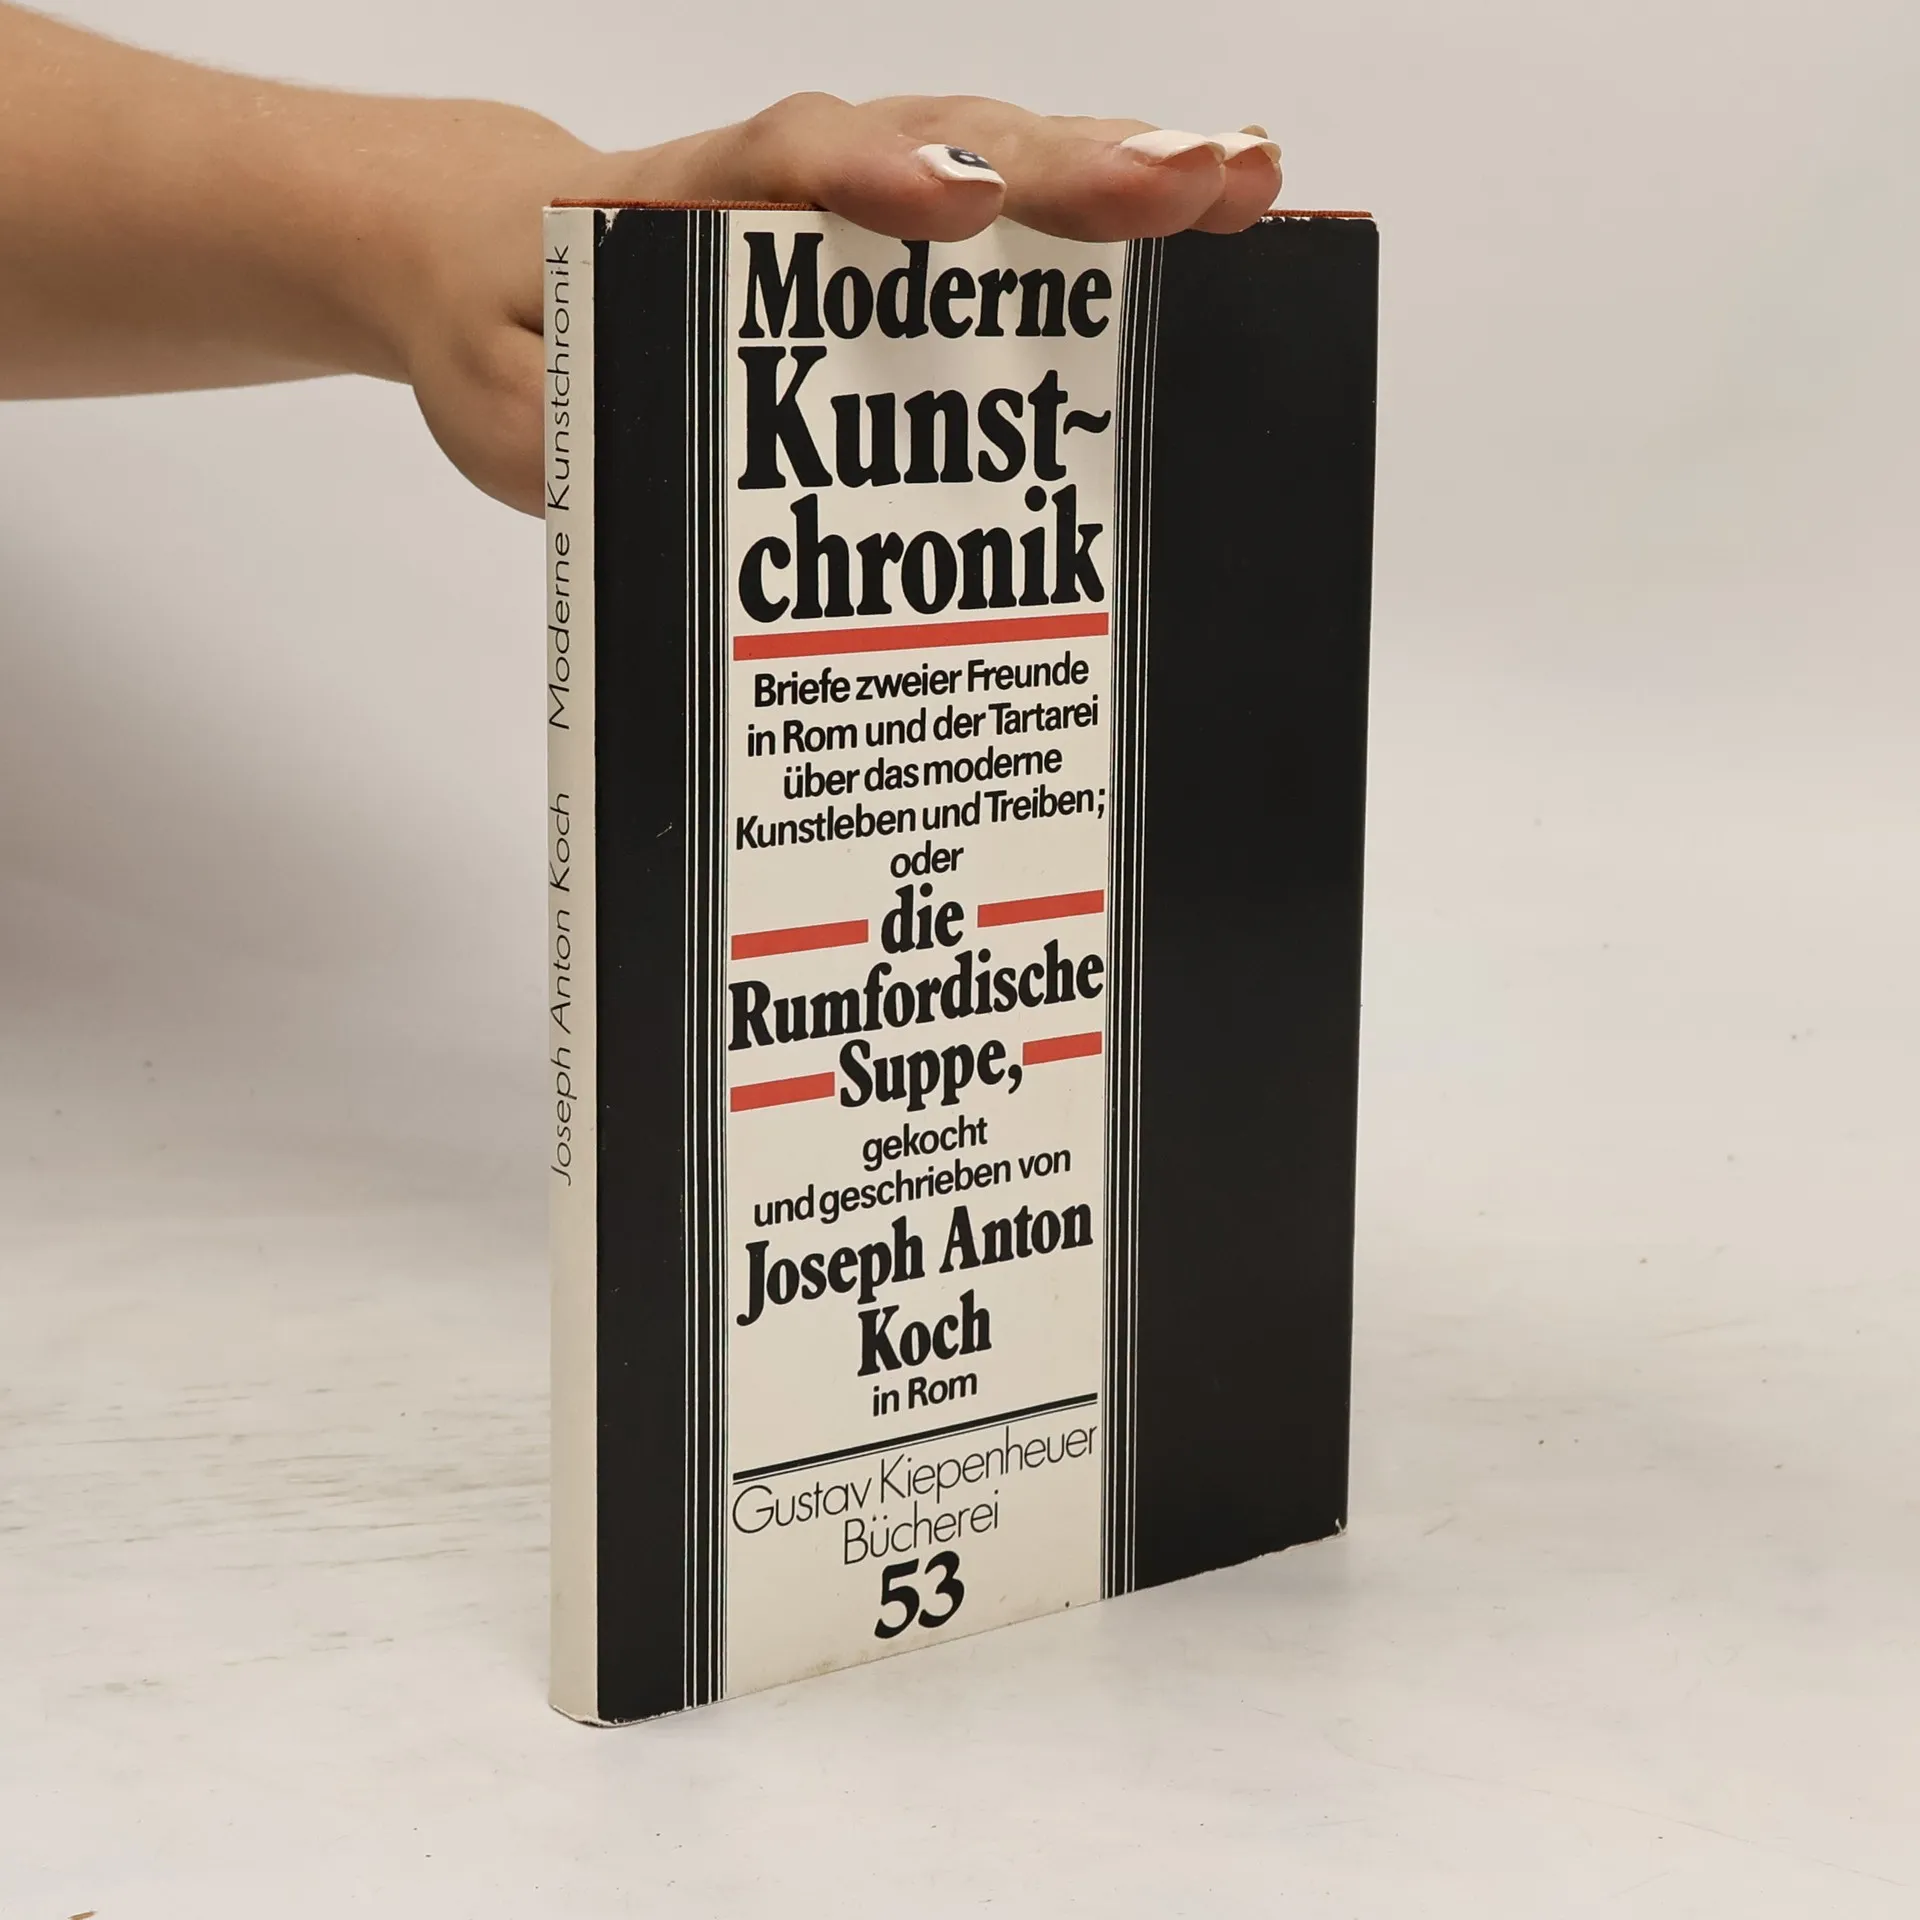 Joseph Anton Koch Moderne Kunstchronik
Moderne
Kunst~
chronik
Briefe zweier Freunde
in Rom und der Tartarei
über das moderne
Kunstleben und Treiben;
oder
die
Rumfordische
Suppe,
gekocht
und geschrieben von
Joseph Anton
Koch
in Rom
Gustav Kiepenheuer
Bücherei
53